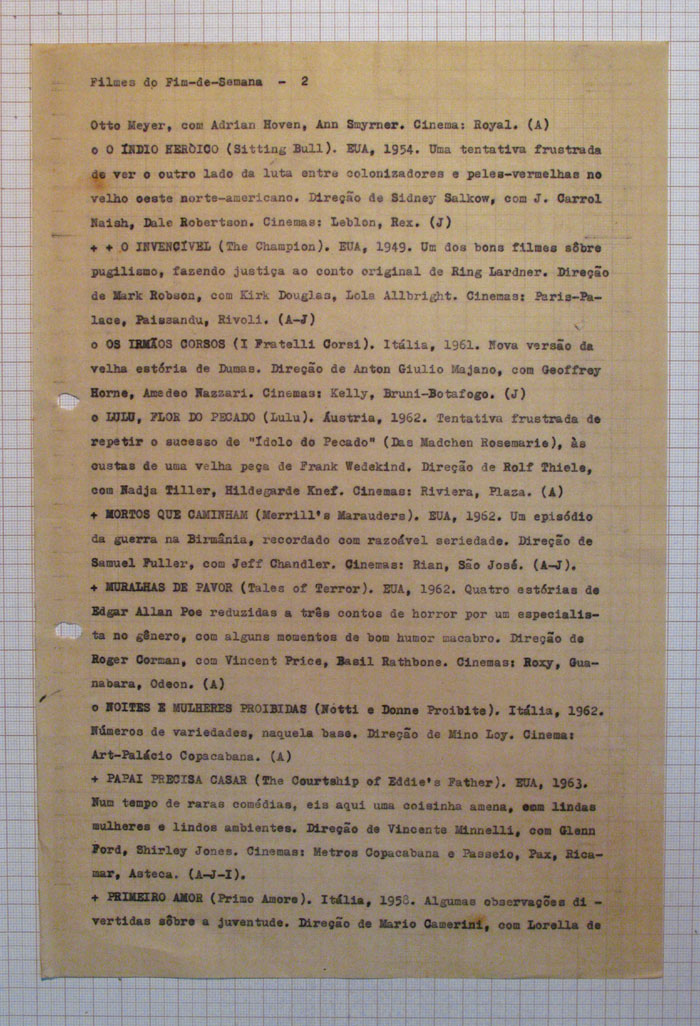 Filmes do Fim-de-Semana - 2
Otto Meyer, com Adrian Hoven, Ann Smyrner. Cinema: Royal. (A)
o O ÍNDIO HERÓICO (Sitting Bull). EUA, 1954. Uma tentativa frustrada
de ver o outro lado da luta entre colonizadores e peles-vermelhas no
velho oeste norte-americano. Direção de Sidney Salkow, com J. Carrol
Naish, Dale Robertson. Cinemas: Leblon, Rex. (J)
+ + O INVENCÍVEL (The Champion). EUA, 1949. Um dos bons filmes sôbre
pugilismo, fazendo justiça ao conto original de Ring Lardner. Direção
de Mark Robson, com Kirk Douglas, Lola Allbright. Cinemas: Paris-Pa-
lace, Paissandu, Rivoli. (A-J)
o OS IRMÃOS CORSOS (I Fratelli Corsi). Itália, 1961. Nova versão da
velha estória de Dumas. Direção de Anton Giulio Majano, com Geoffrey
Horne, Amedeo Nazzari. Cinemas: Kelly, Bruni-Botafogo. (J)
o LULU, FLOR DO PECADO (Lulu). Áustria, 1962. Tentativa frustrada de
repetir o sucesso de "Ídolo do Pecado" (Das Madchen Rosemarie), às
custas de uma velha peça de Frank Wedekind. Direção de Rolf Thiele,
com Nadja Tiller, Hildegarde Knef. Cinemas: Riviera, Plaza. (A)
+ MORTOS QUE CAMINHAM (Merrill's Marauders). EUA, 1962. Um episódio
da guerra na Birmânia, recordado com razoável seriedade. Direção de
Samuel Fuller, com Jeff Chandler. Cinemas: Rian, São José. (A-J).
+ MURALHAS DE PAVOR (Tales of Terror). EUA, 1962. Quatro estórias de
Edgar Allan Poe reduzidas a três contos de horror por um especialis-
ta no gênero, com alguns momentos de bom humor macabro. Direção de
Roger Corman, com Vincent Price, Basil Rathbone. Cinemas: Roxy, Gua-
nabara, Odeon. (A)
o NOITES E MULHERES PROIBIDAS (Notti e Donne Proibite). Itália, 1962.
Números de variedades, naquela base. Direção de Mino Loy. Cinema:
Art-Palácio Copacabana. (A)
+ PAPAI PRECISA CASAR (The Courtship of Eddie's Father). EUA, 1963.
Num tempo de raras comédias, eis aqui uma coisinha amena, com lindas
mulheres e lindos ambientes. Direção de Vincente Minnelli, com Glenn
Ford, Shirley Jones. Cinemas: Metros Copacabana e Passeio, Pax, Rica-
mar, Asteca. (A-J-I).
+ PRIMEIRO AMOR (Primo Amore). Itália, 1958. Algumas observações di -
vertidas sôbre a juventude. Direção de Mario Camerini, com Lorella de